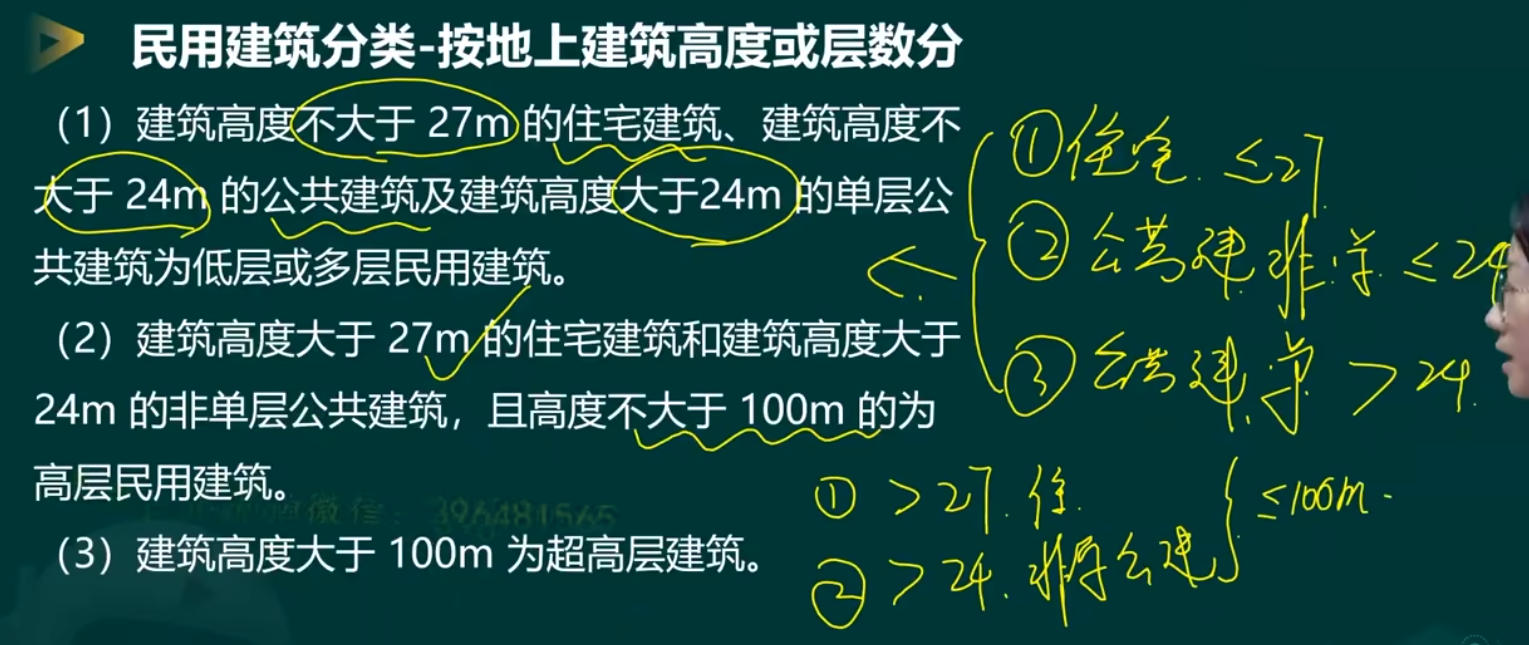 民用建筑分类-按地上建筑高度或层数分
（1）建筑高度不大于 27m 的住宅建筑、建筑高度不
大于 24m 的公共建筑及建筑高度大于24m 的单层公
共建筑为低层或多层民用建筑。
（2）建筑高度大于 27m 的住宅建筑和建筑高度大于
24m 的非单层公共建筑，且高度不大于 100m 的为
高层民用建筑。
微信：396481565
（3）建筑高度大于 100m 为超高层建筑。
①住宅 ≤27
②公共建非单 ≤24
③公共建单 >24
①>27 住
②>24 非单公建
≤100m